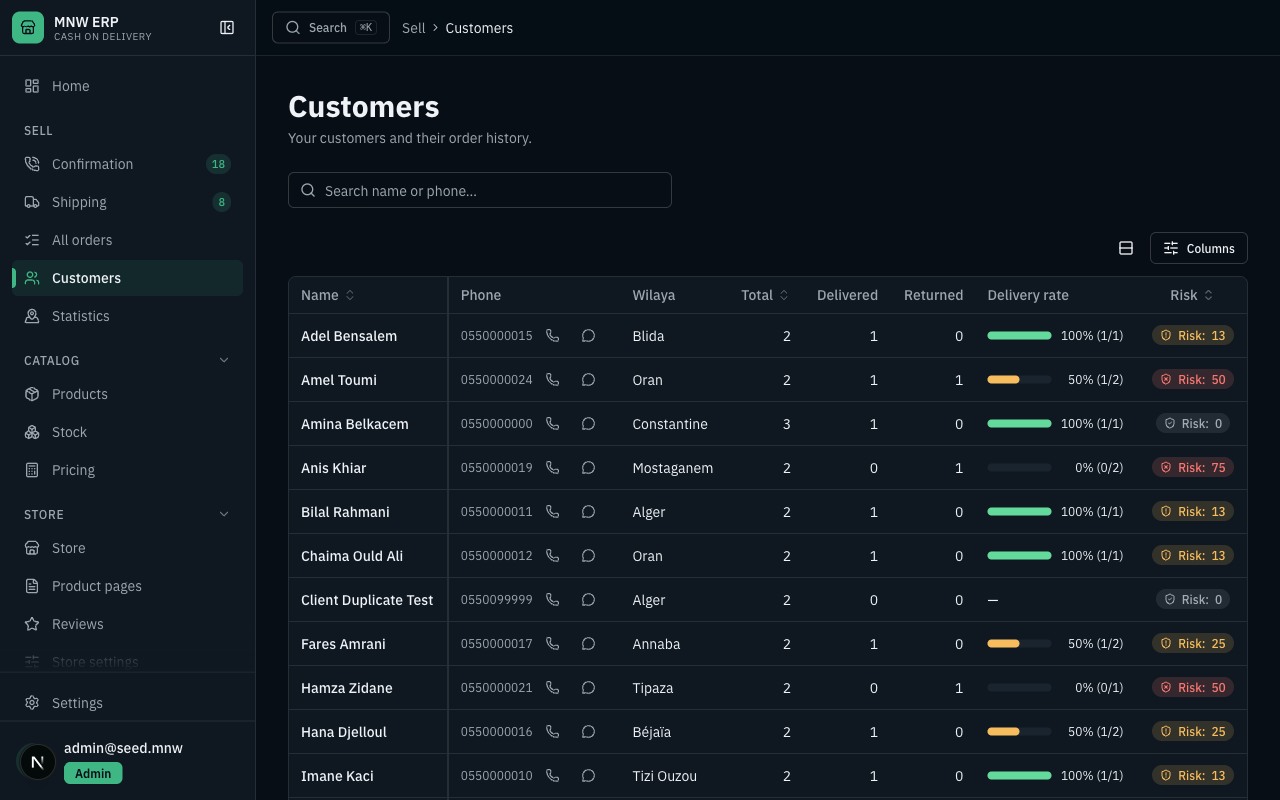 MNW ERP
CASH ON DELIVERY
Search ⌘K
Sell > Customers
Home
SELL
Confirmation 18
Shipping 8
All orders
Customers
Statistics
CATALOG
Products
Stock
Pricing
STORE
Store
Product pages
Reviews
Store settings
Settings
N
admin@seed.mnw
Admin
Customers
Your customers and their order history.
Search name or phone...
Columns
Name Phone Wilaya Total Delivered Returned Delivery rate Risk
Adel Bensalem 0550000015 Blida 2 1 0 100% (1/1) Risk: 13
Amel Toumi 0550000024 Oran 2 1 1 50% (1/2) Risk: 50
Amina Belkacem 0550000000 Constantine 3 1 0 100% (1/1) Risk: 0
Anis Khiar 0550000019 Mostaganem 2 0 1 0% (0/2) Risk: 75
Bilal Rahmani 0550000011 Alger 2 1 0 100% (1/1) Risk: 13
Chaima Ould Ali 0550000012 Oran 2 1 0 100% (1/1) Risk: 13
Client Duplicate Test 0550099999 Alger 2 0 0 — Risk: 0
Fares Amrani 0550000017 Annaba 2 1 0 50% (1/2) Risk: 25
Hamza Zidane 0550000021 Tipaza 2 0 1 0% (0/1) Risk: 50
Hana Djelloul 0550000016 Béjaïa 2 1 0 50% (1/2) Risk: 25
Imane Kaci 0550000010 Tizi Ouzou 2 1 0 100% (1/1) Risk: 13